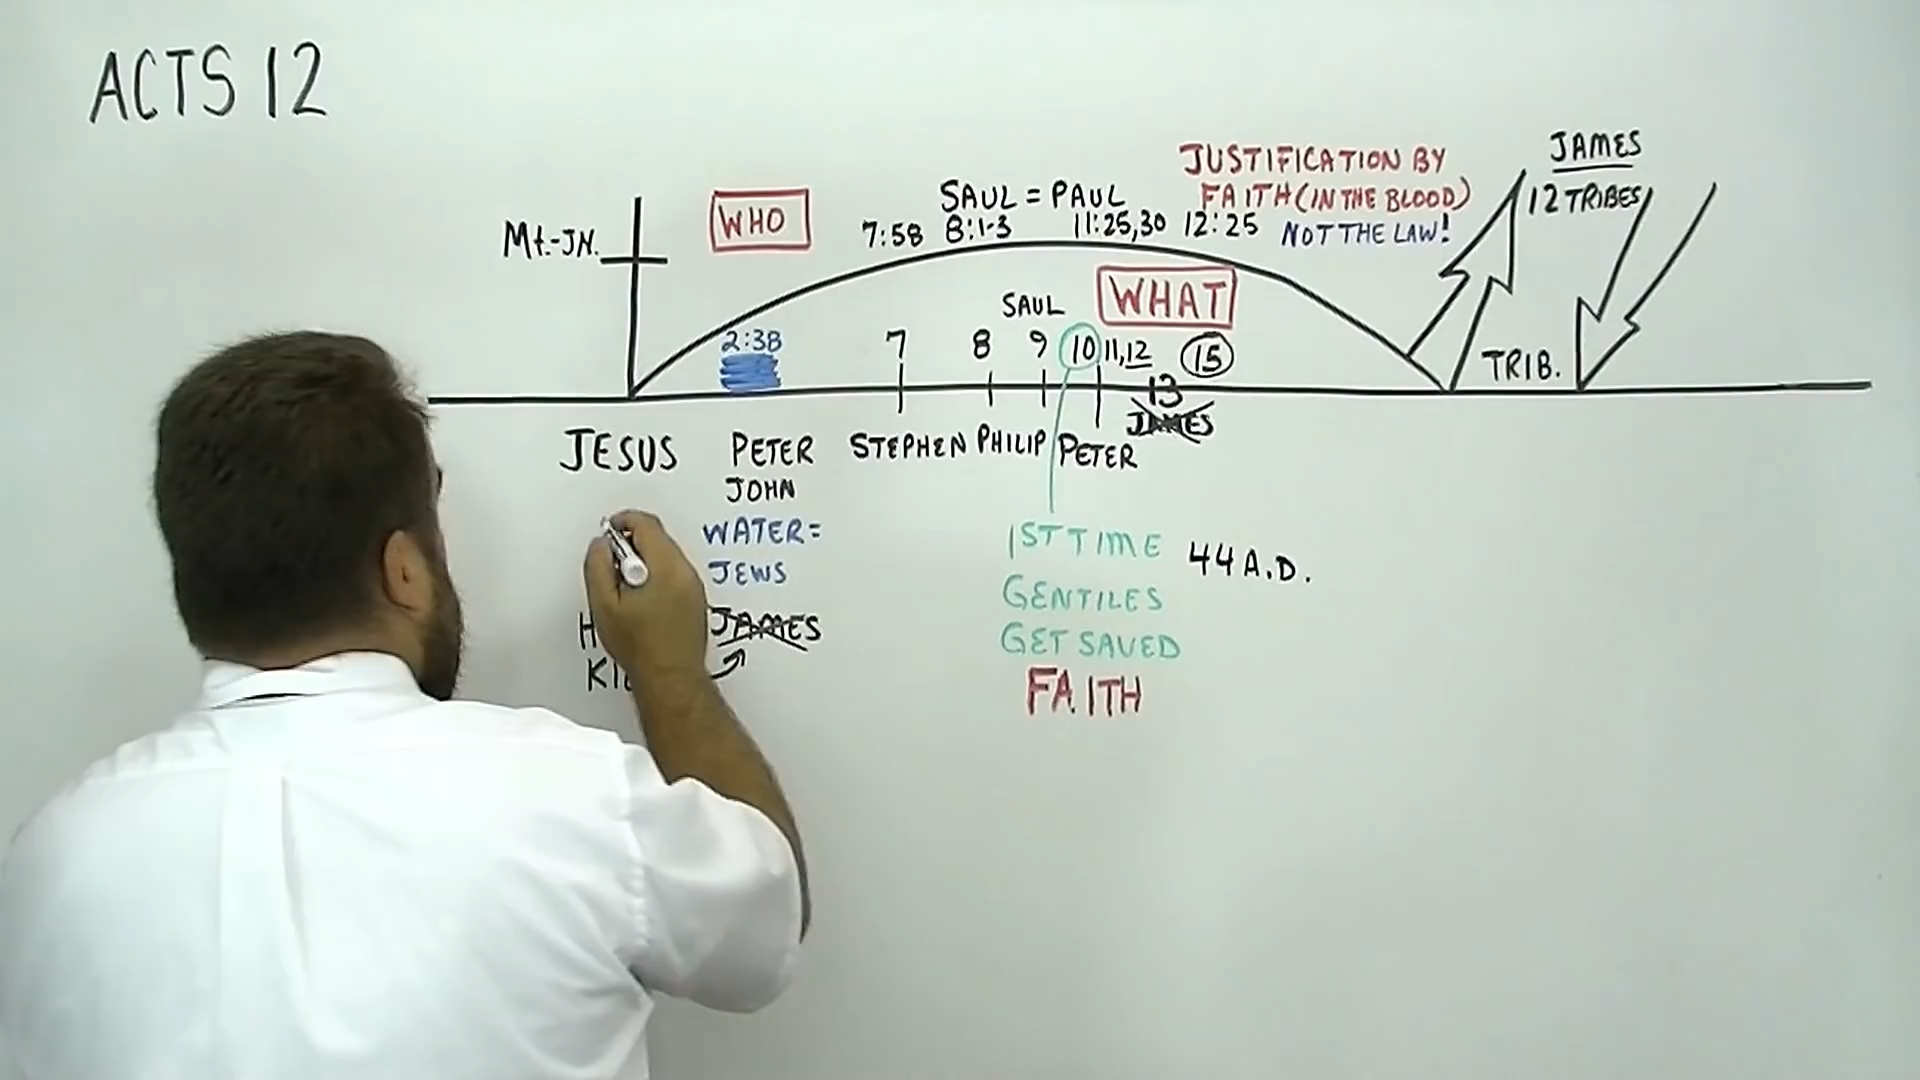 ACTS 12
JAMES
12 TRIBES
JUSTIFICATION BY
FAITH (IN THE BLOOD)
NOT THE LAW!
SAUL = PAUL
7:58 8:1-3 11:25,30 12:25
WHO
Mt.-JN.
WHAT
SAUL
2:38 7 8 9 10 11,12 15
13
TRIB.
JAMES
JESUS PETER STEPHEN PHILIP PETER
JOHN
WATER=
JEWS
JAMES
1ST TIME
GENTILES
GET SAVED
FAITH
44 A.D.